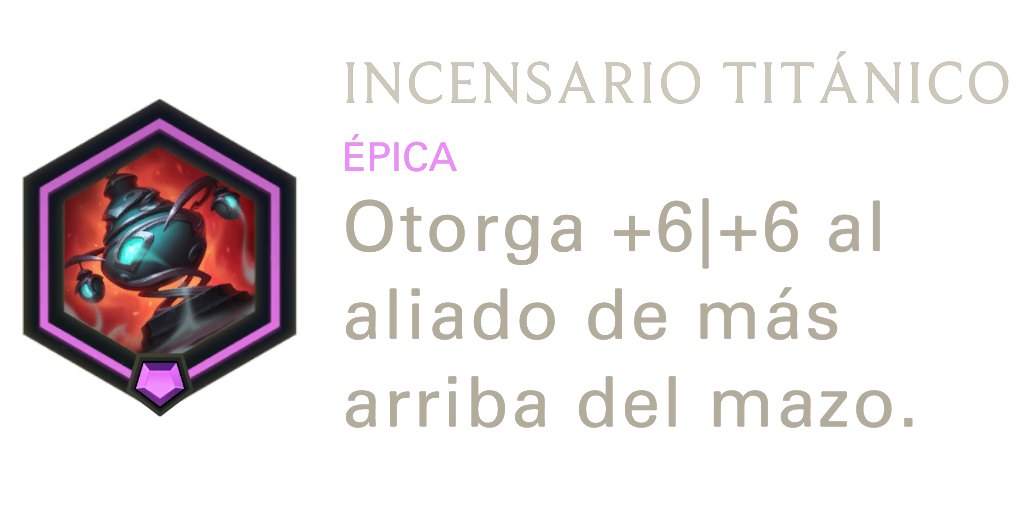 INCENSARIO TITÁNICO
ÉPICA
Otorga +6|+6 al
aliado de más
arriba del mazo.